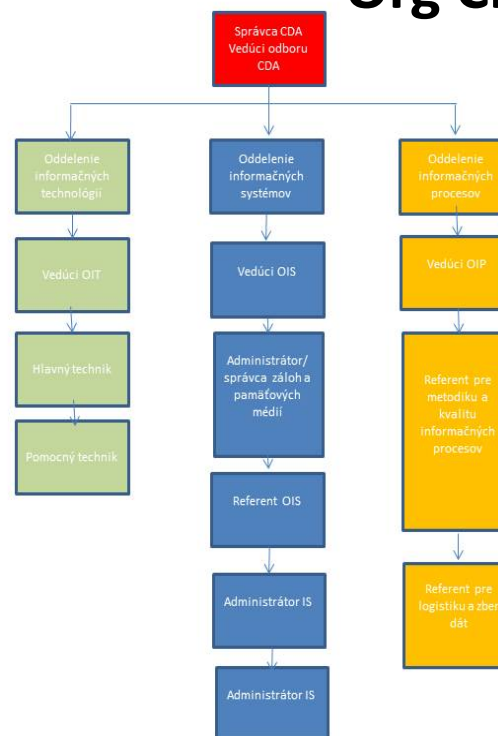 Správca CDA
Vedúci odboru
CDA
Oddelenie
informačných
technológií
Oddelenie
informačných
systémov
Oddelenie
informačných
procesov
Vedúci OIT
Vedúci OIS
Vedúci OIP
Hlavný technik
Administrátor/
správca záloh a
pamäťových
médií
Referent pre
metodiku a
kvalitu
informačných
procesov
Pomocný technik
Referent OIS
Administrátor IS
Referent pre
logistiku a zber
dát
Administrátor IS